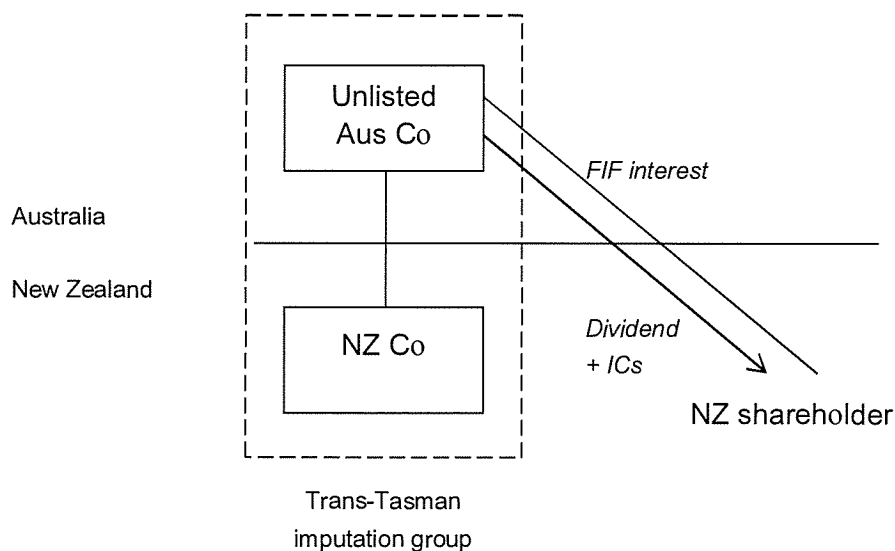 Unlisted
Aus Co
FIF interest
Australia
New Zealand
NZ Co
Dividend
+ ICs
NZ shareholder
Trans-Tasman
imputation group